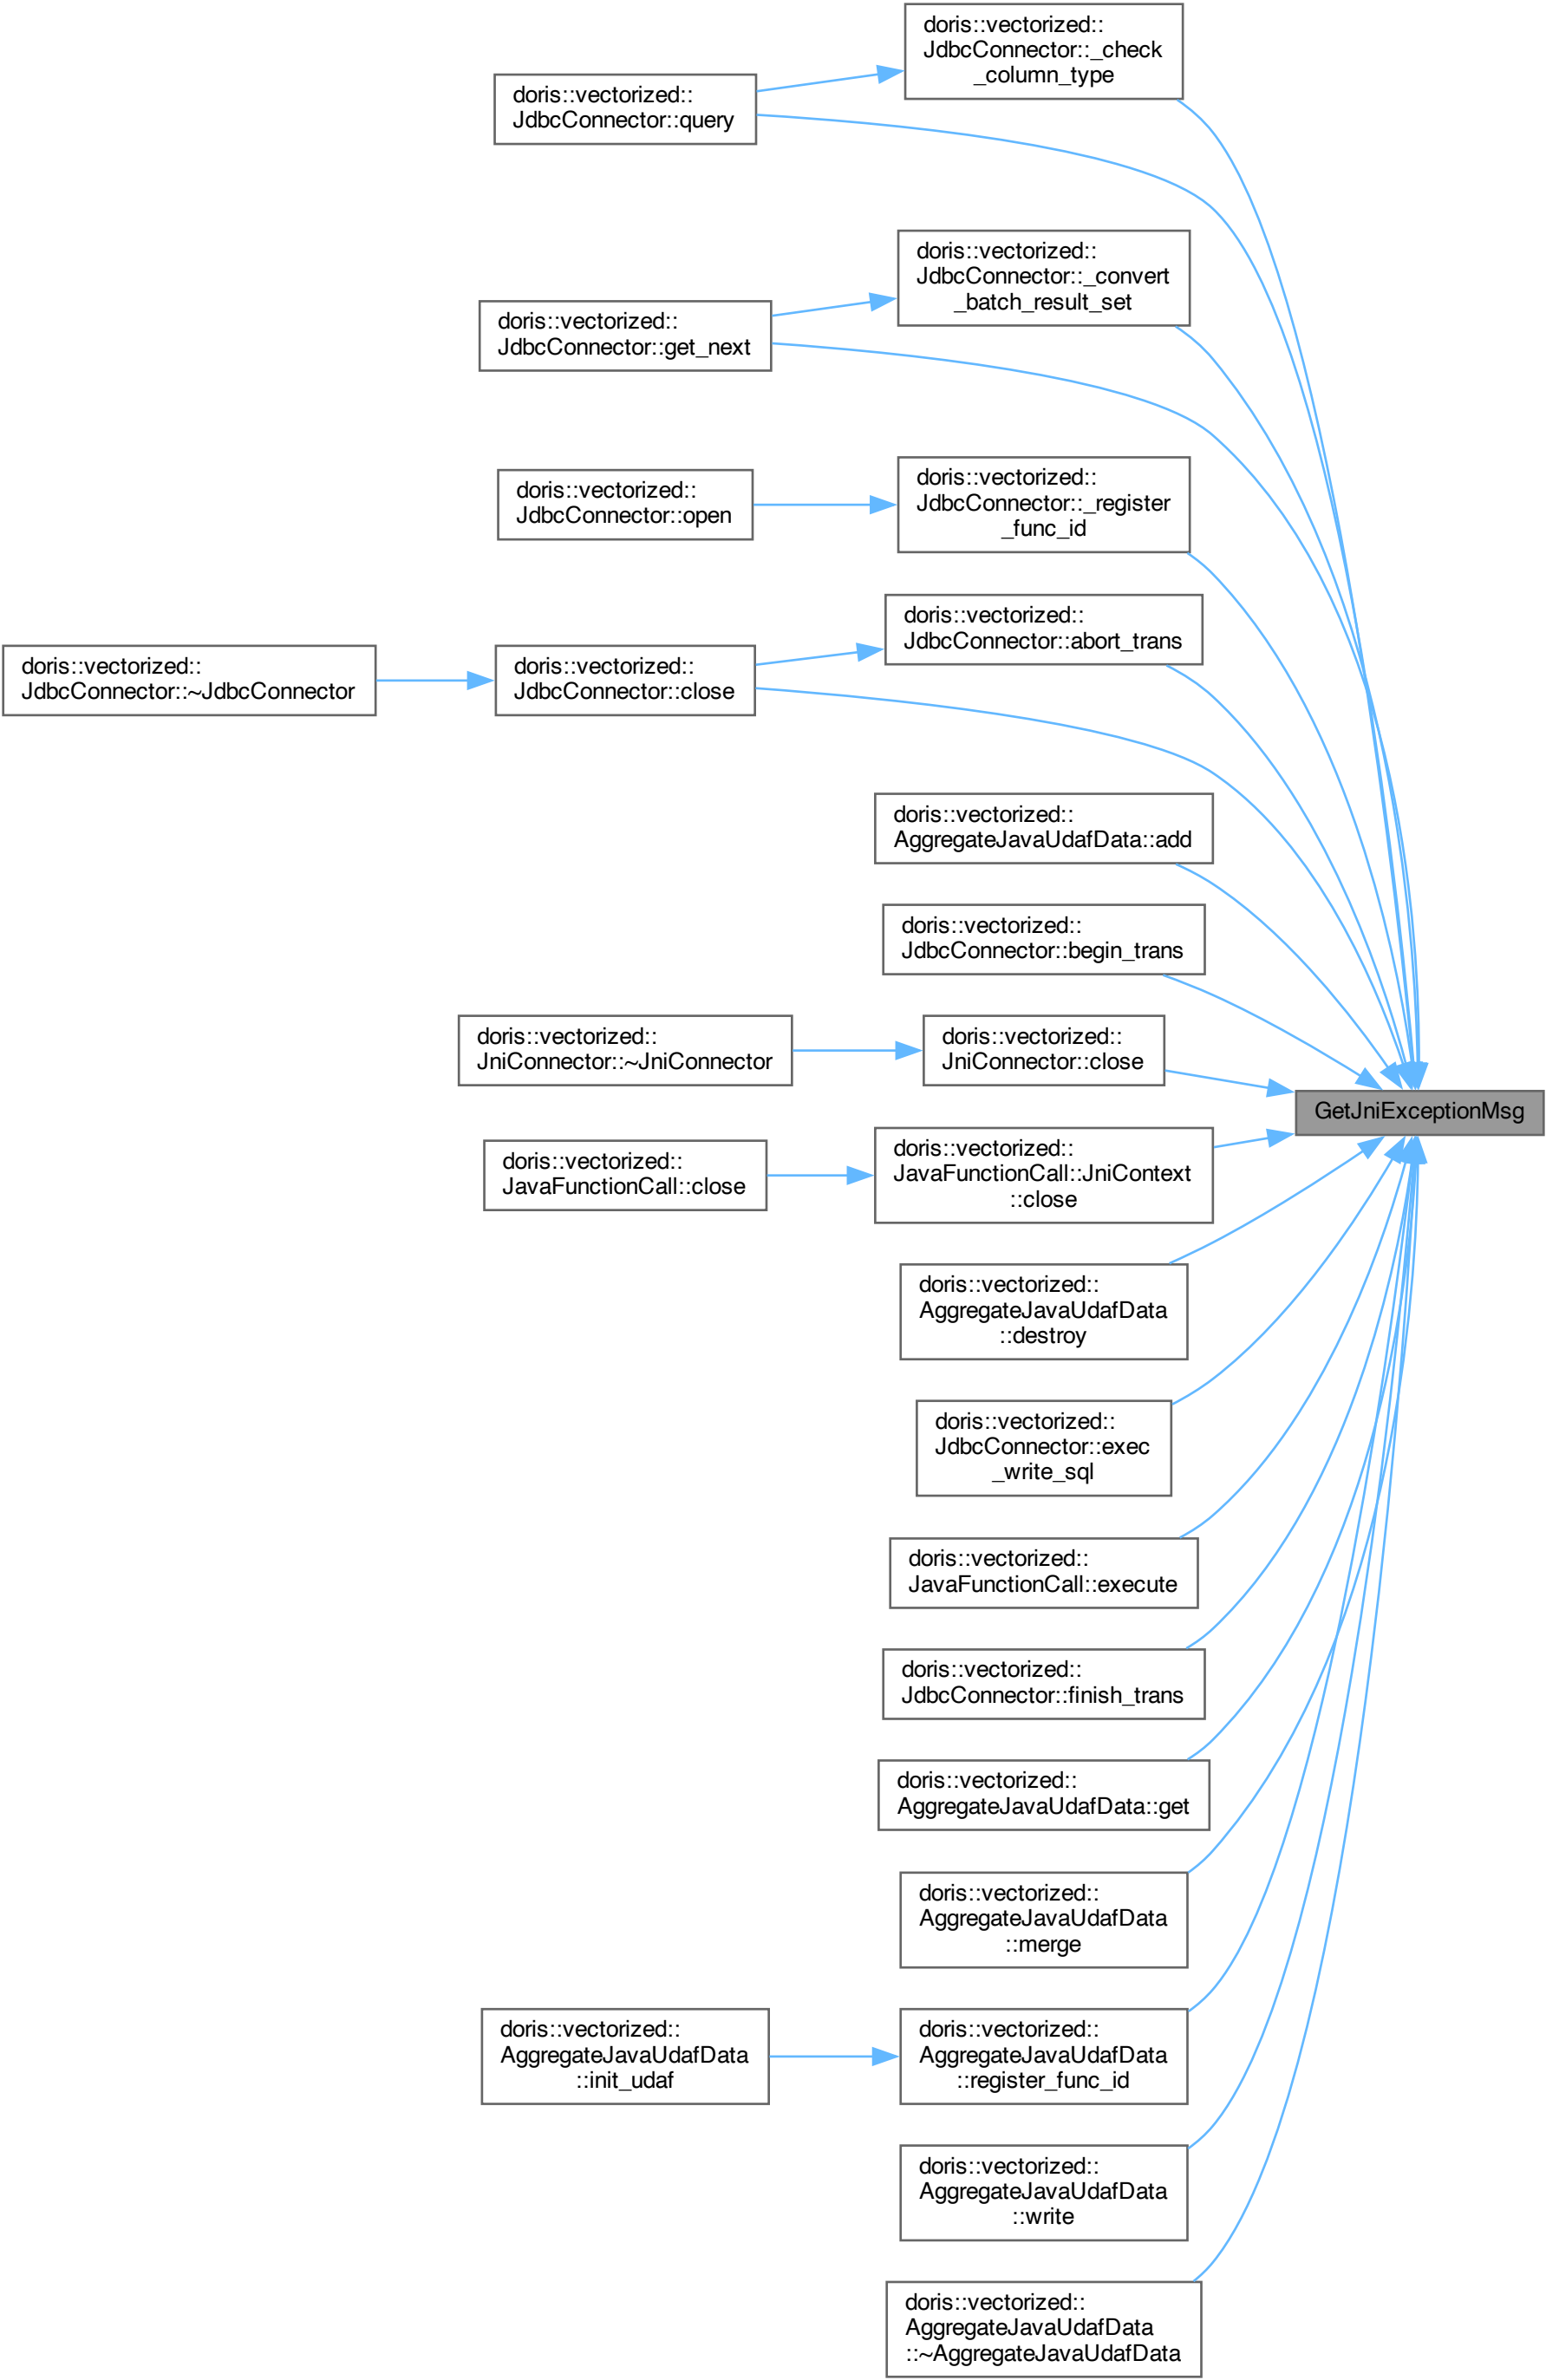 doris::vectorized::
JdbcConnector::_check
_column_type
doris::vectorized::
JdbcConnector::query
doris::vectorized::
JdbcConnector::_convert
_batch_result_set
doris::vectorized::
JdbcConnector::get_next
doris::vectorized::
JdbcConnector::_register
_func_id
doris::vectorized::
JdbcConnector::open
doris::vectorized::
JdbcConnector::abort_trans
doris::vectorized::
JdbcConnector::close
doris::vectorized::
JdbcConnector::~JdbcConnector
doris::vectorized::
AggregateJavaUdafData::add
doris::vectorized::
JdbcConnector::begin_trans
doris::vectorized::
JniConnector::close
doris::vectorized::
JniConnector::~JniConnector
GetJniExceptionMsg
doris::vectorized::
JavaFunctionCall::JniContext
::close
doris::vectorized::
JavaFunctionCall::close
doris::vectorized::
AggregateJavaUdafData
::destroy
doris::vectorized::
JdbcConnector::exec
_write_sql
doris::vectorized::
JavaFunctionCall::execute
doris::vectorized::
JdbcConnector::finish_trans
doris::vectorized::
AggregateJavaUdafData::get
doris::vectorized::
AggregateJavaUdafData
::merge
doris::vectorized::
AggregateJavaUdafData
::register_func_id
doris::vectorized::
AggregateJavaUdafData
::init_udaf
doris::vectorized::
AggregateJavaUdafData
::write
doris::vectorized::
AggregateJavaUdafData
::~AggregateJavaUdafData